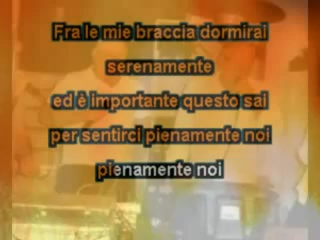 Fra le mie braccia dormirai
serenamente
ed è importante questo sai
per sentirci pienamente noi
pienamente noi